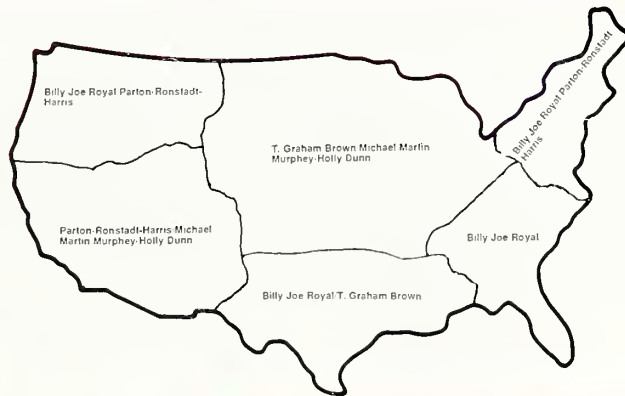 Billy Joe Royal Parton-Ronstadt-
Harris
Billy Joe Royal Parton-Ronstadt
Harris
T. Graham Brown Michael Martin
Murphey-Holly Dunn
Parton-Ronstadt-Harris-Michael
Martin Murphey-Holly Dunn
Billy Joe Royal
Billy Joe Royal/T. Graham Brown